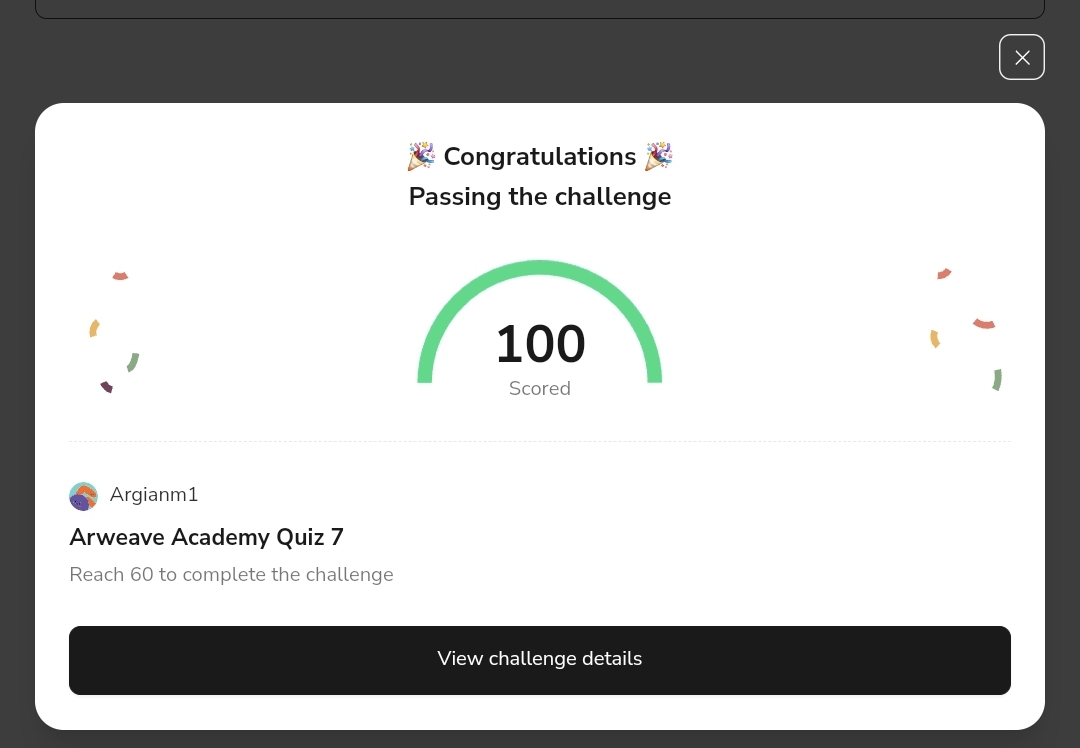 🎉 Congratulations 🎉
Passing the challenge
100
Scored
Argianm1
Arweave Academy Quiz 7
Reach 60 to complete the challenge
View challenge details